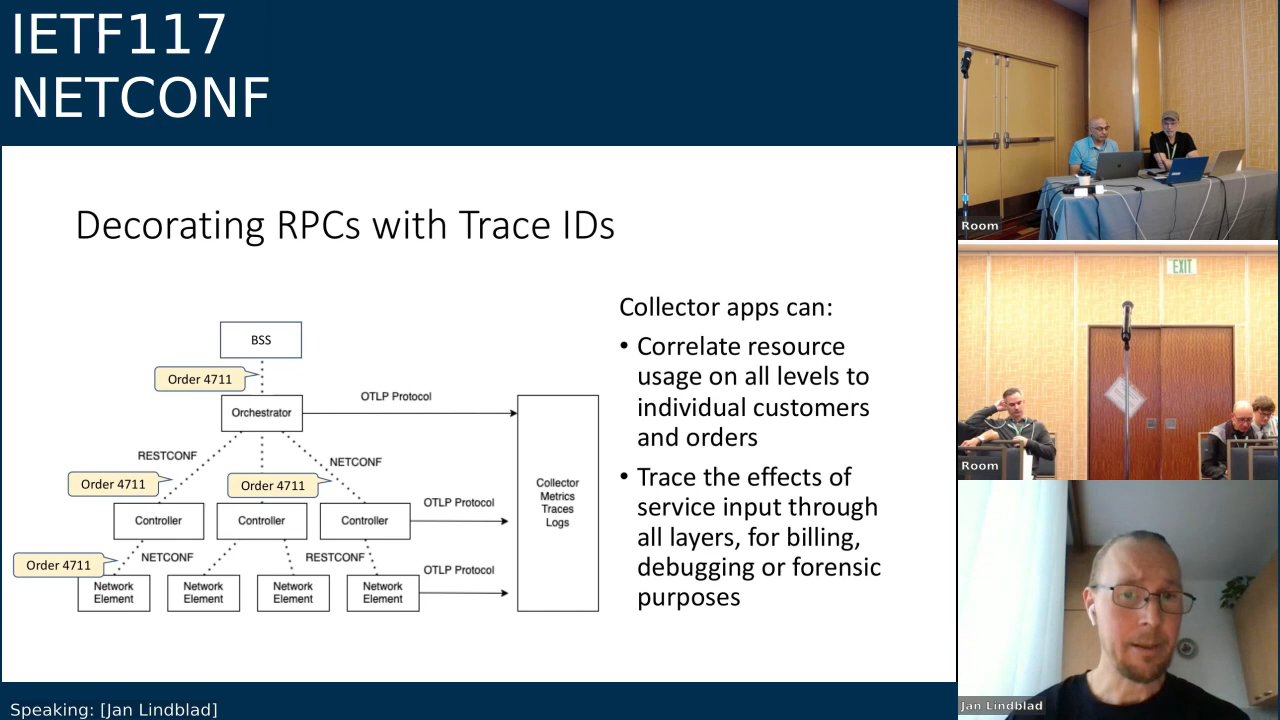 IETF117
NETCONF
Decorating RPCs with Trace IDs
BSS
Order 4711
Orchestrator
OTLP Protocol
RESTCONF
NETCONF
Order 4711
Order 4711
Controller
Controller
Controller
OTLP Protocol
Collector
Metrics
Traces
Logs
NETCONF
RESTCONF
Order 4711
Network
Element
Network
Element
Network
Element
Network
Element
OTLP Protocol
Collector apps can:
• Correlate resource
usage on all levels to
individual customers
and orders
• Trace the effects of
service input through
all layers, for billing,
debugging or forensic
purposes
Speaking: [Jan Lindblad]
Room
EXIT
Room
Jan Lindblad